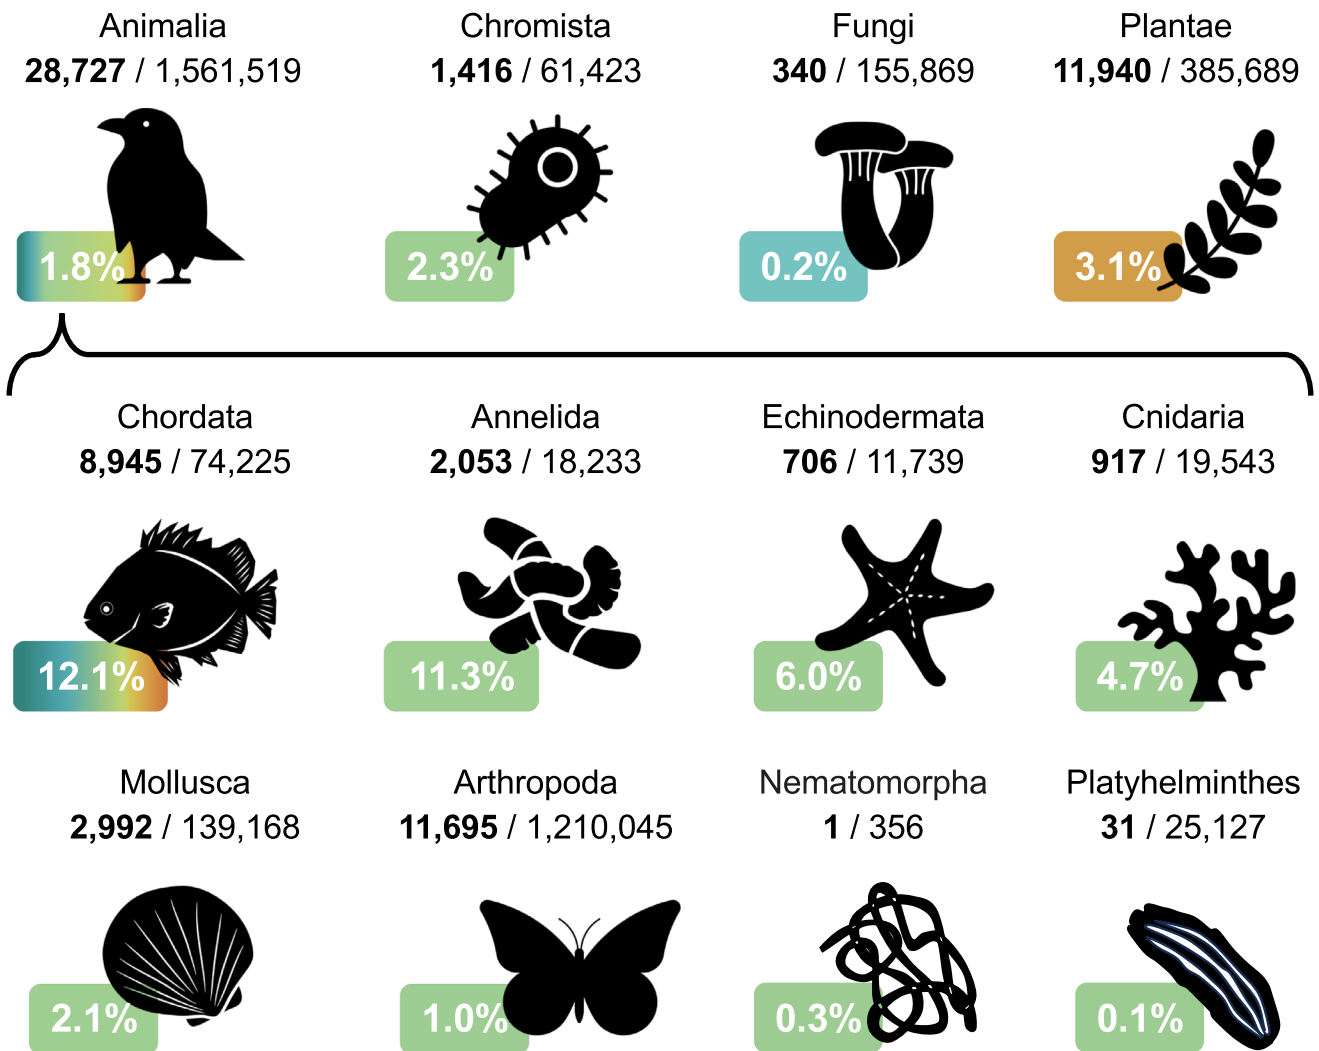 Animalia
28,727 / 1,561,519
1.8%
Chromista
1,416 / 61,423
2.3%
Fungi
340 / 155,869
0.2%
Plantae
11,940 / 385,689
3.1%
Chordata
8,945 / 74,225
12.1%
Annelida
2,053 / 18,233
11.3%
Echinodermata
706 / 11,739
6.0%
Cnidaria
917 / 19,543
4.7%
Mollusca
2,992 / 139,168
2.1%
Arthropoda
11,695 / 1,210,045
1.0%
Nematomorpha
1 / 356
0.3%
Platyhelminthes
31 / 25,127
0.1%